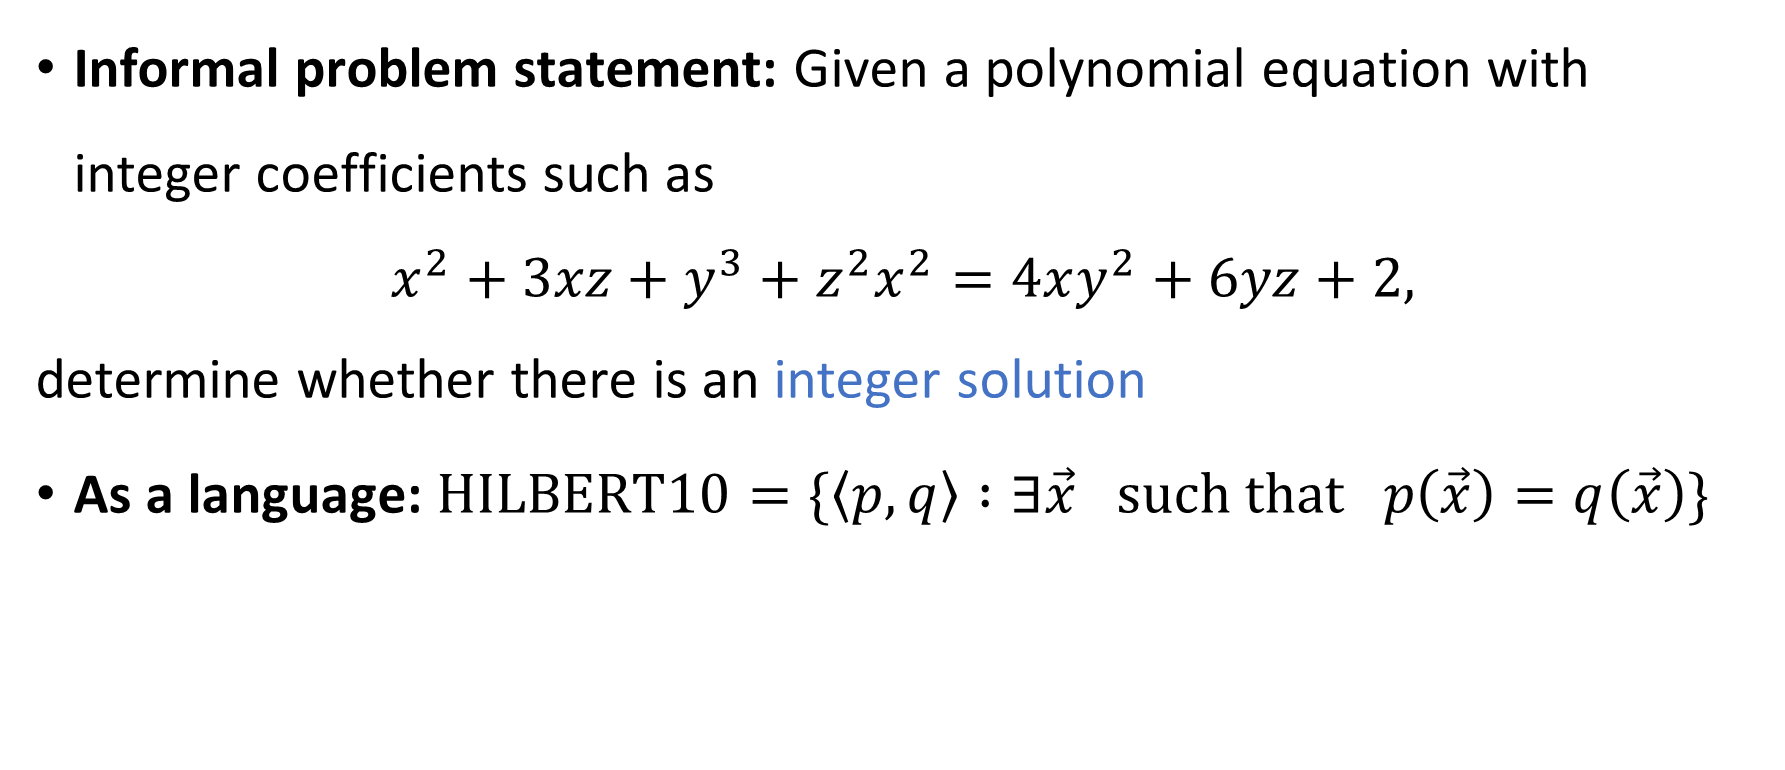 • Informal problem statement: Given a polynomial equation with
integer coefficients such as
x² + 3xz + y³ + z²x² = 4xy² + 6yz + 2,
determine whether there is an integer solution
• As a language: HILBERT10 = {⟨p, q⟩ : ∃x⃗ such that p(x⃗) = q(x⃗)}